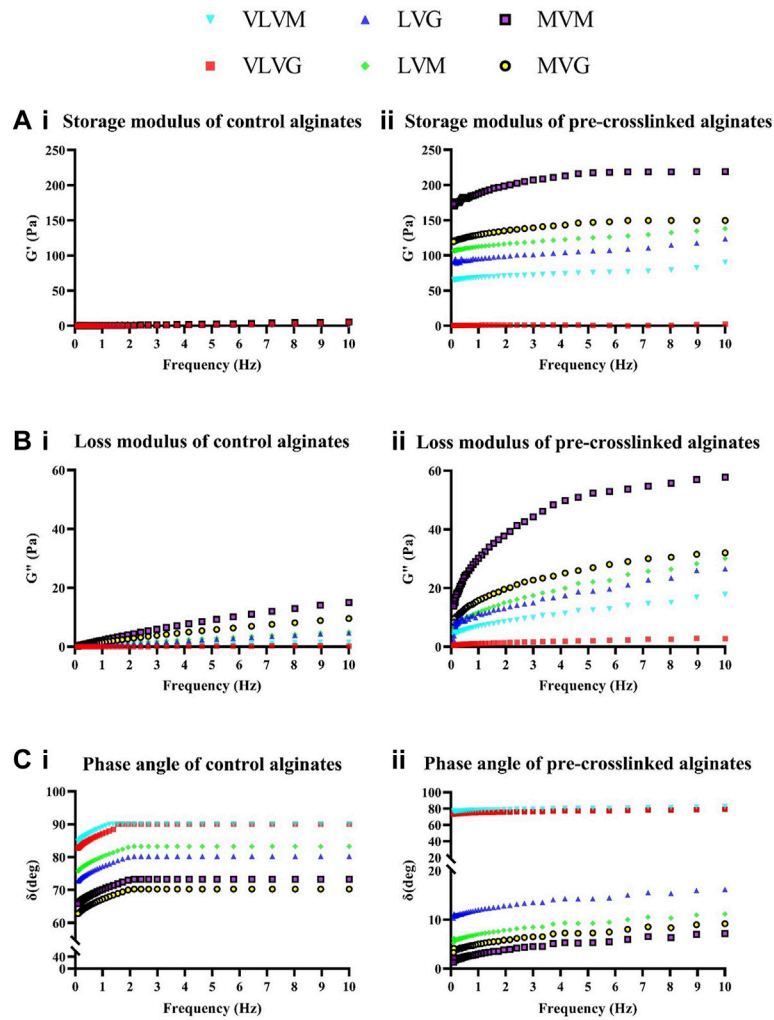 VLVM LVG MVM
VLVG LVM MVG
A i Storage modulus of control alginates
250
200
150
100
50
0
G' (Pa)
0 1 2 3 4 5 6 7 8 9 10
Frequency (Hz)
ii Storage modulus of pre-crosslinked alginates
250
200
150
100
50
0
G' (Pa)
0 1 2 3 4 5 6 7 8 9 10
Frequency (Hz)
B i Loss modulus of control alginates
60
40
20
0
G" (Pa)
0 1 2 3 4 5 6 7 8 9 10
Frequency (Hz)
ii Loss modulus of pre-crosslinked alginates
60
40
20
0
G" (Pa)
0 1 2 3 4 5 6 7 8 9 10
Frequency (Hz)
C i Phase angle of control alginates
100
90
80
70
60
40
0
δ(deg)
0 1 2 3 4 5 6 7 8 9 10
Frequency (Hz)
ii Phase angle of pre-crosslinked alginates
100
80
60
40
20
20
10
0
δ(deg)
0 1 2 3 4 5 6 7 8 9 10
Frequency (Hz)